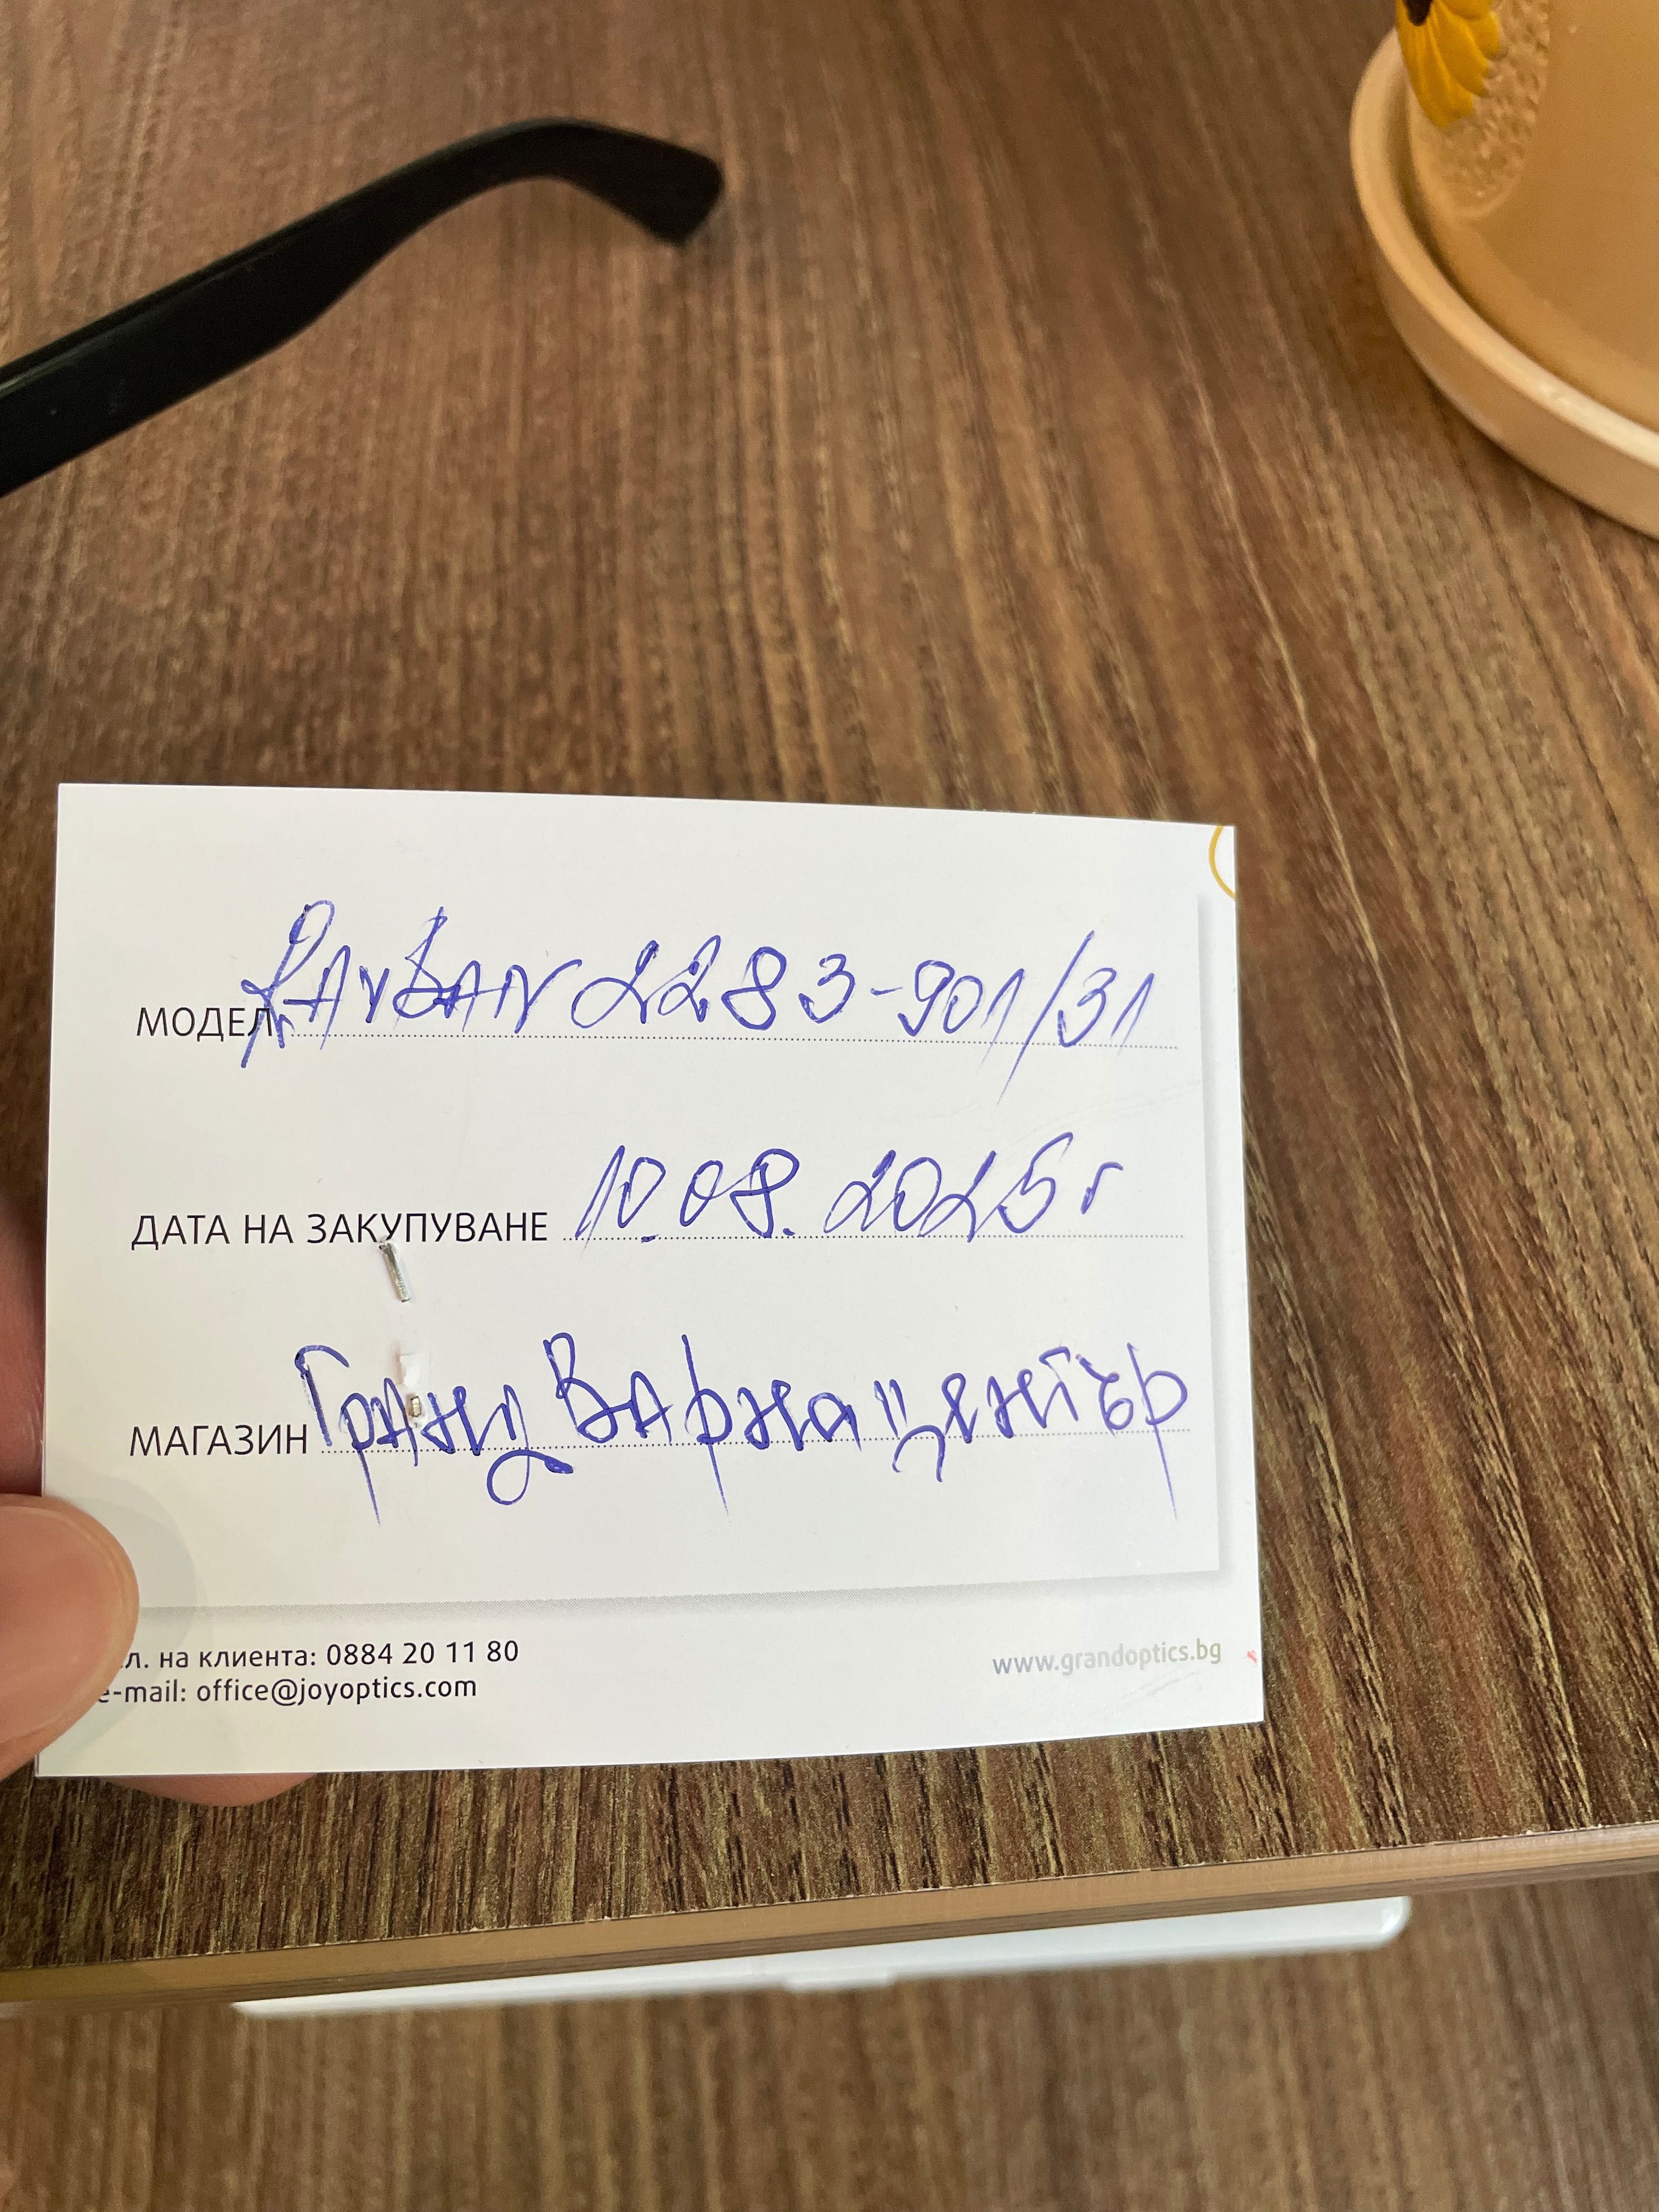 МОДЕЛ RAYBAN 2283-901/31
ДАТА НА ЗАКУПУВАНЕ 10.08.2025 г
МАГАЗИН Гранд Варна център
л. на клиента: 0884 20 11 80
e-mail: office@joyoptics.com
www.grandoptics.bg